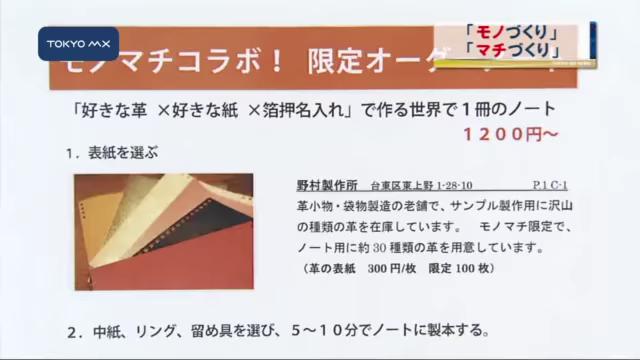 TOKYO MX
「モノづくり」
「マチづくり」
モノマチコラボ！ 限定オーダー
「好きな革 ×好きな紙 ×箔押名入れ」で作る世界で１冊のノート
１２００円～
１．表紙を選ぶ
野村製作所 台東区東上野 1-28-10 P.1 C-1
革小物・袋物製造の老舗で、サンプル製作用に沢山
の種類の革を在庫しています。 モノマチ限定で、
ノート用に約 30 種類の革を用意しています。
（革の表紙 300 円/枚 限定 100 枚）
２．中紙、リング、留め具を選び、５～１０分でノートに製本する。